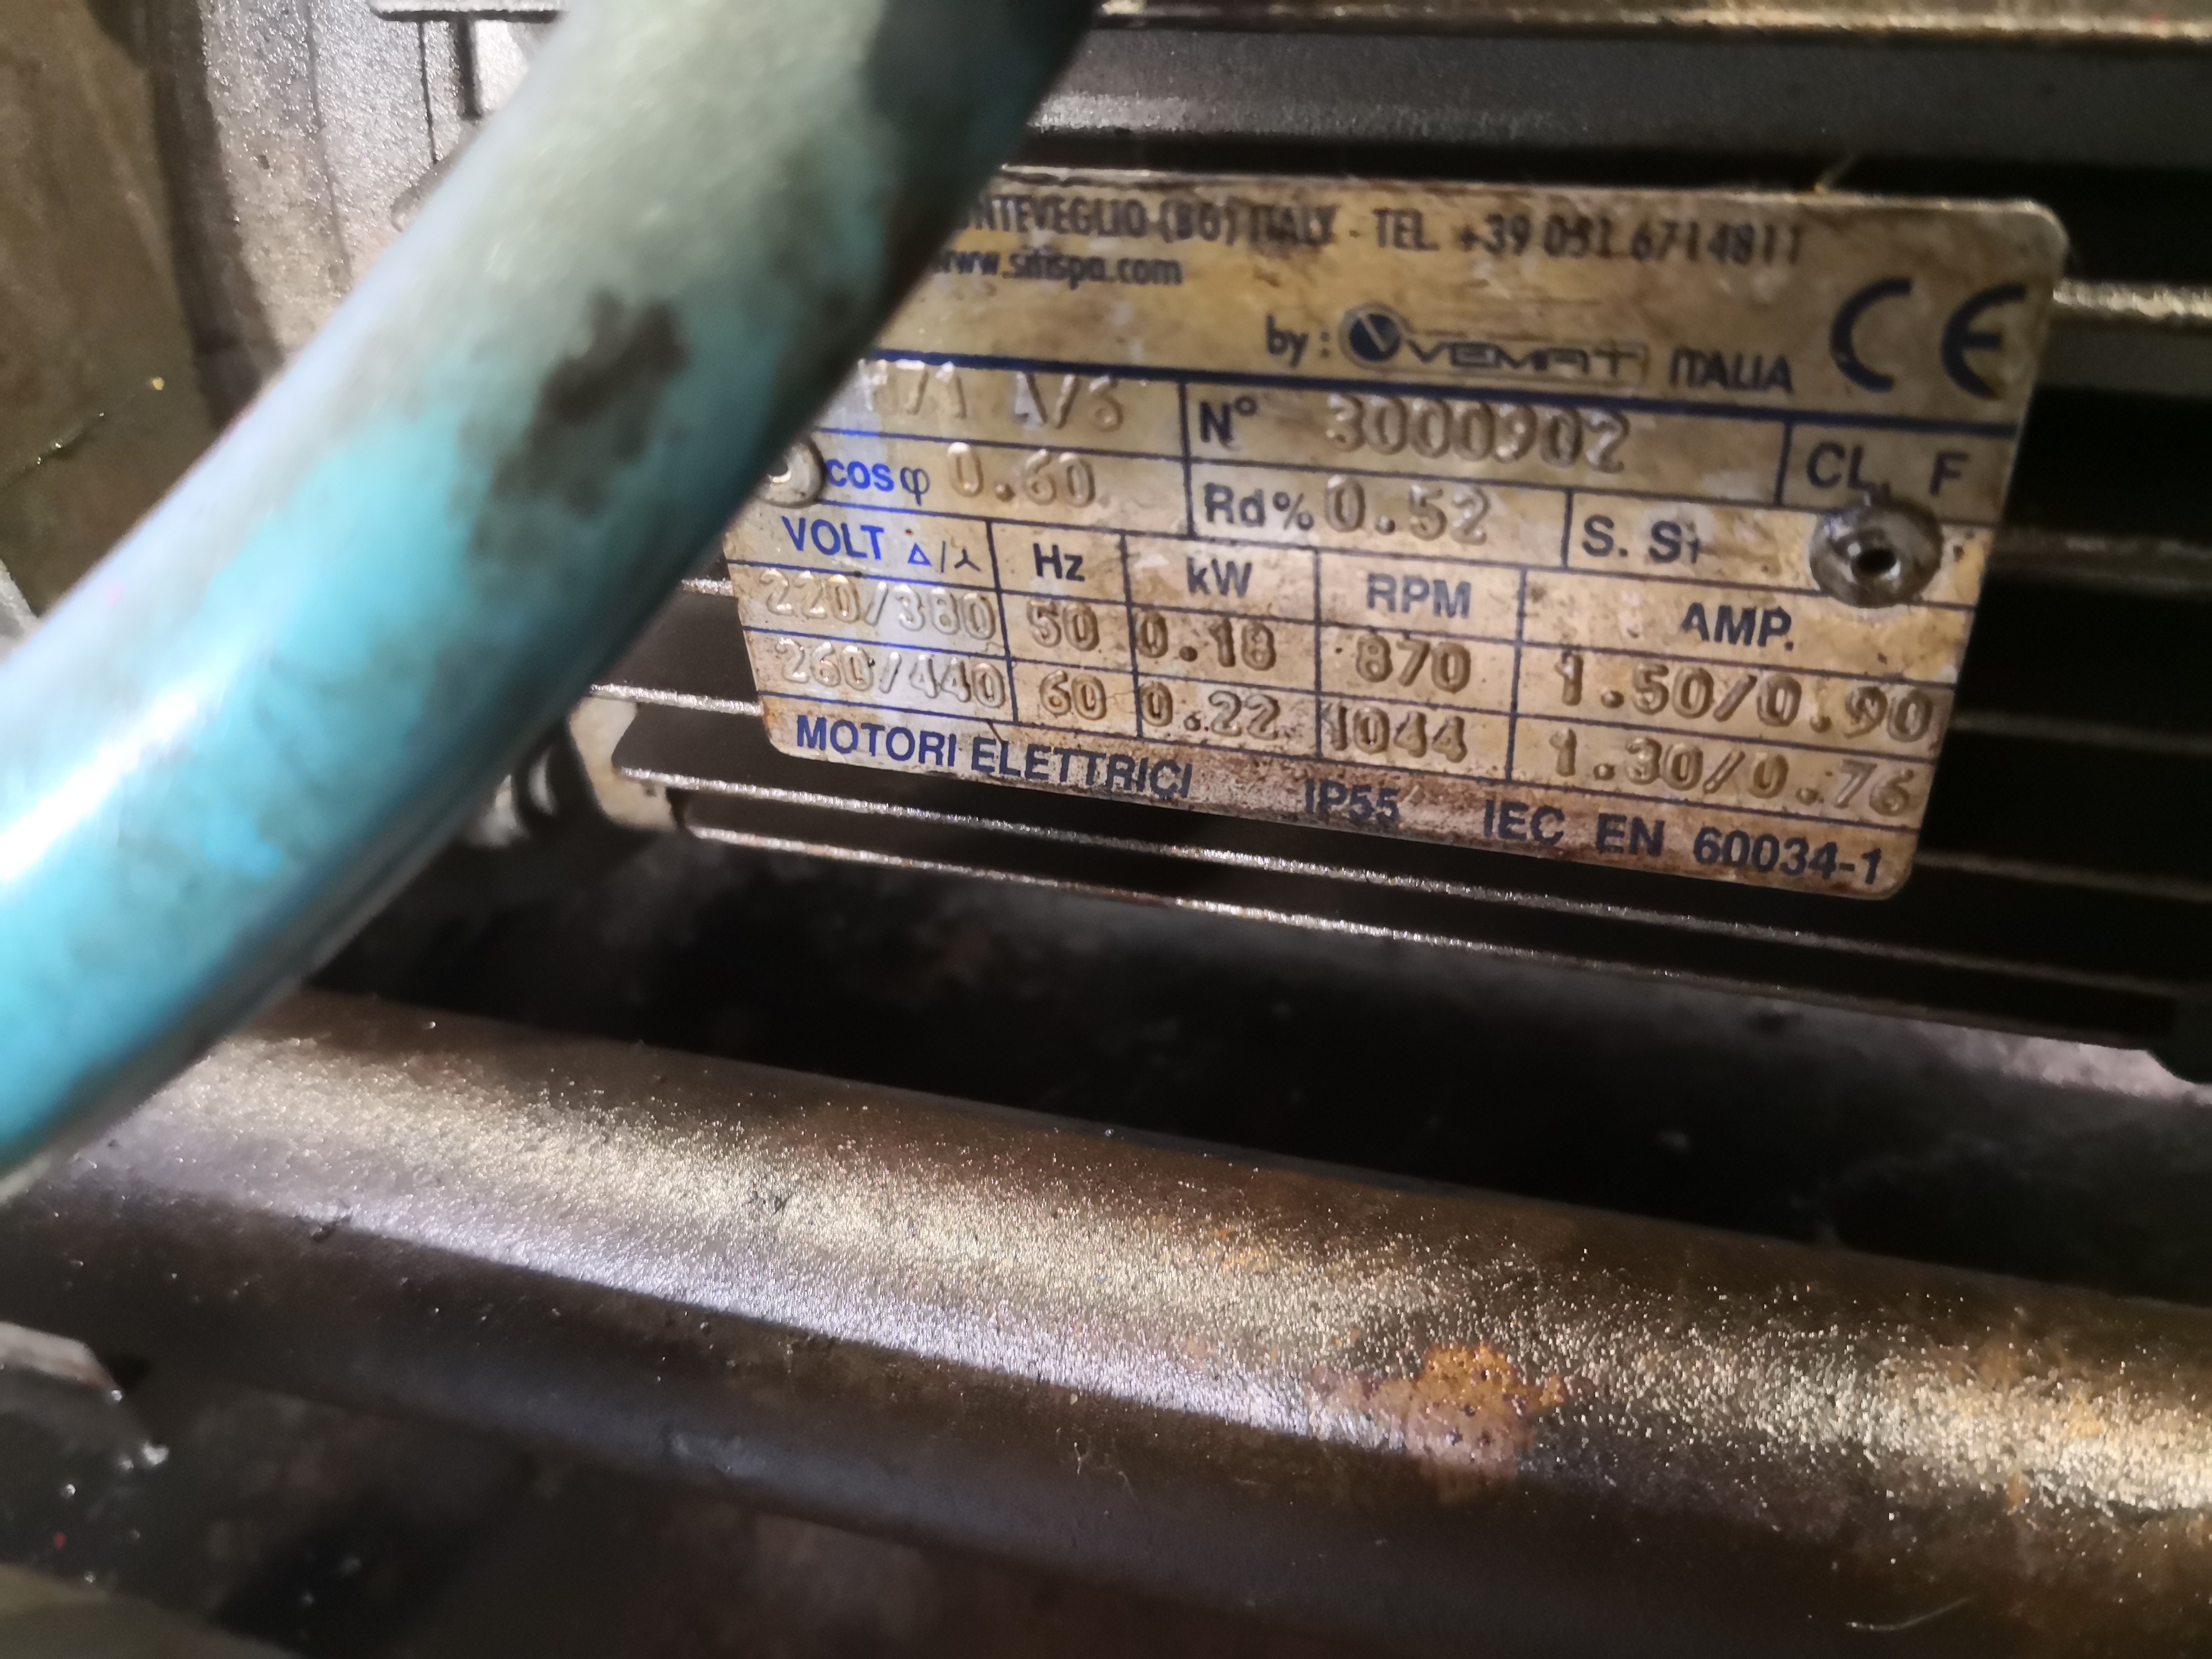 (BO) ITALY - TEL. +39 051.6714811
www.sitispa.com
by: VEMAT ITALIA CE
N° 3000902 CL. F
cosφ 0.60 Rd% 0.52 S. S1
VOLT Δ/⅄ Hz kW RPM AMP.
220/380 50 0.18 870 1.50/0.90
260/440 60 0.22 1044 1.30/0.76
MOTORI ELETTRICI IP55 IEC EN 60034-1